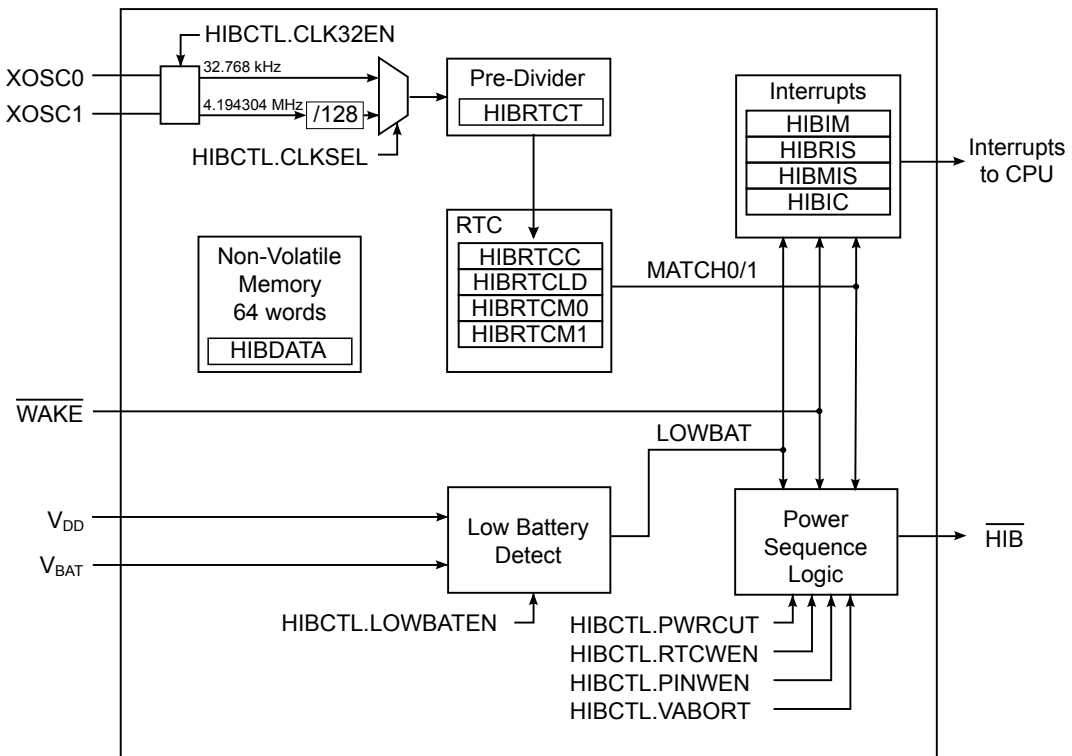 HIBCTL.CLK32EN
XOSC0
XOSC1
32.768 kHz
4.194304 MHz
/128
HIBCTL.CLKSEL
Pre-Divider
HIBRTCT
Interrupts
HIBIM
HIBRIS
HIBMIS
HIBIC
Interrupts
to CPU
RTC
HIBRTCC
HIBRTCLD
HIBRTCM0
HIBRTCM1
MATCH0/1
Non-Volatile
Memory
64 words
HIBDATA
WAKE
LOWBAT
VDD
VBAT
Low Battery
Detect
HIBCTL.LOWBATEN
Power
Sequence
Logic
HIB
HIBCTL.PWRCUT
HIBCTL.RTCWEN
HIBCTL.PINWEN
HIBCTL.VABORT